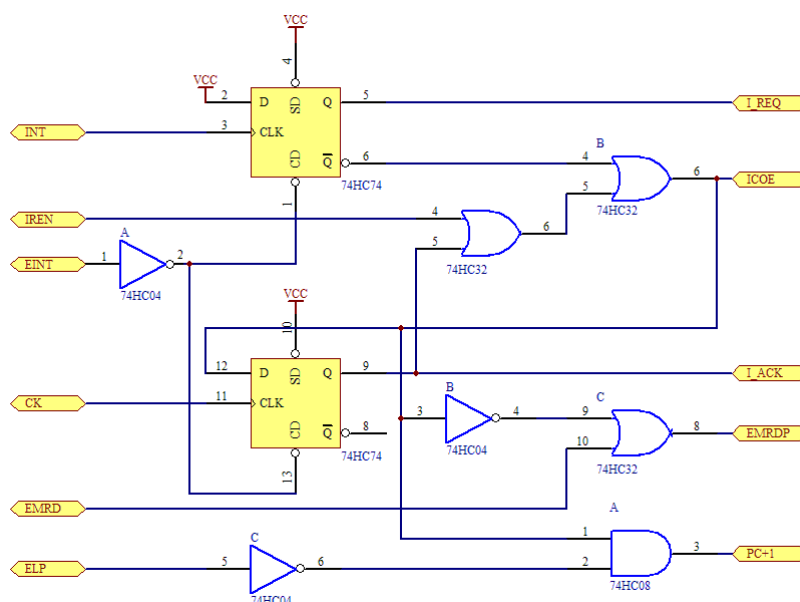 VCC
VCC
4
2 D SD Q 5 I_REQ
INT 3 CLK
B
CD Q 6 4
74HC74
6 ICOE
5
74HC32
1
IREN 4
A
6
EINT 1 2 5
74HC32
74HC04
VCC
10
12 D SD Q 9 I_ACK
B
CK 11 CLK
C
3 4 9
CD Q 8
8 EMRDP
10
74HC74 74HC04
74HC32
13
EMRD
A
1
C
3 PC+1
ELP 5 6 2
74HC08
74HC04